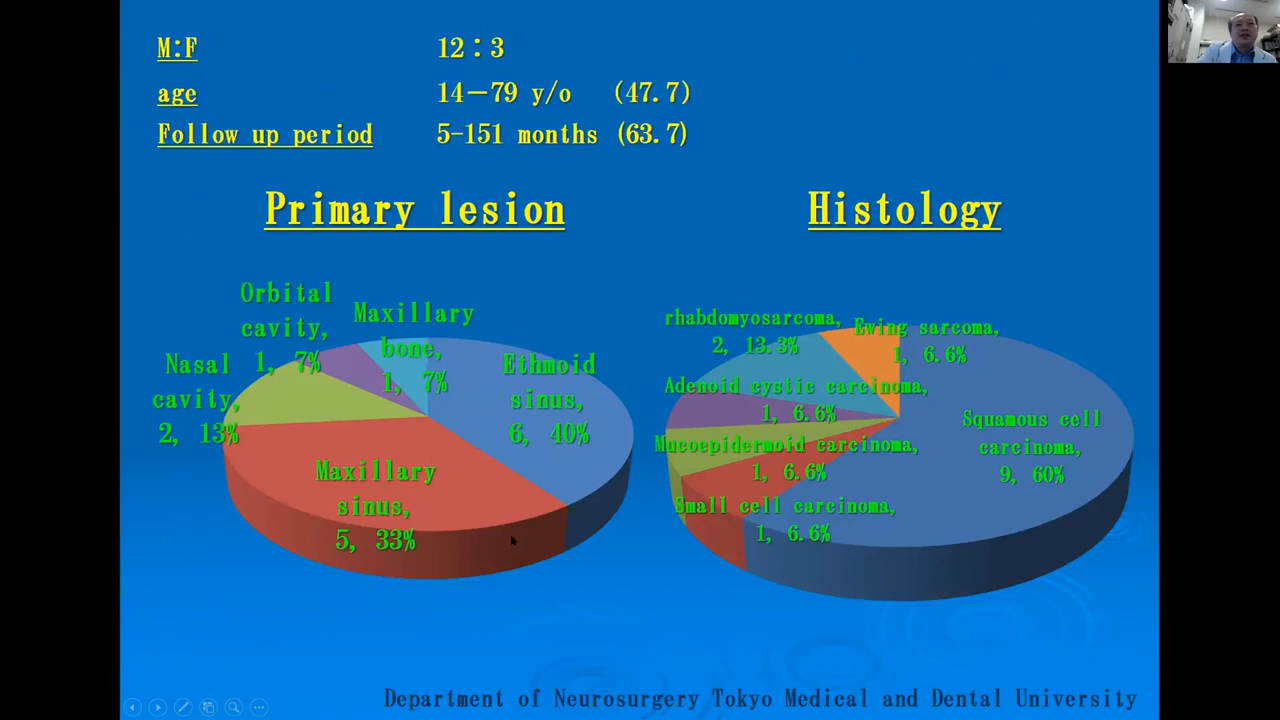 M:F 12：3
age 14－79 y/o (47.7)
Follow up period 5-151 months (63.7)
Primary lesion
Histology
Orbital
cavity,
1, 7%
Maxillary
bone,
1, 7%
Nasal
cavity,
2, 13%
Ethmoid
sinus,
6, 40%
Maxillary
sinus,
5, 33%
rhabdomyosarcoma,
2, 13.3%
Ewing sarcoma,
1, 6.6%
Adenoid cystic carcinoma,
1, 6.6%
Mucoepidermoid carcinoma,
1, 6.6%
Small cell carcinoma,
1, 6.6%
Squamous cell
carcinoma,
9, 60%
Department of Neurosurgery Tokyo Medical and Dental University